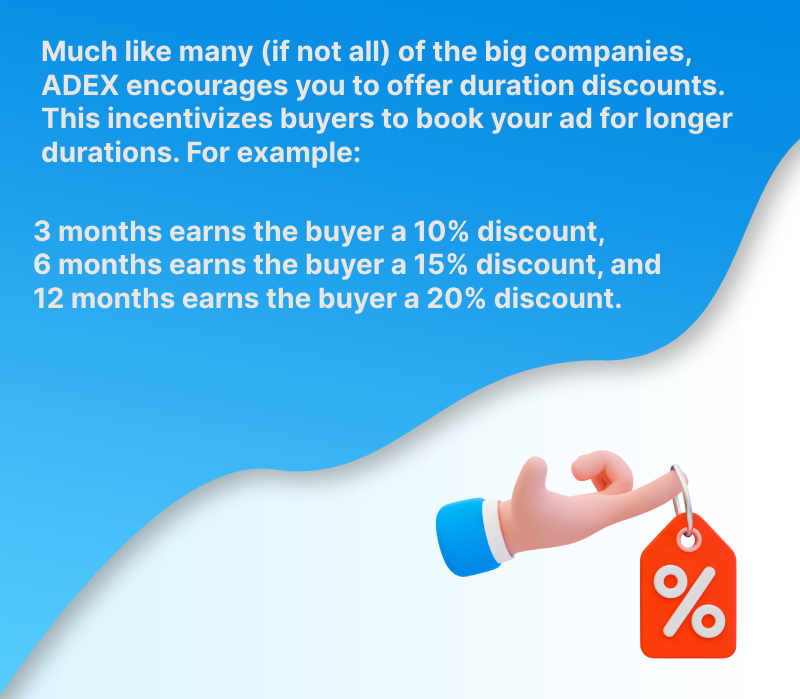 Much like many (if not all) of the big companies,
ADEX encourages you to offer duration discounts.
This incentivizes buyers to book your ad for longer
durations. For example:
3 months earns the buyer a 10% discount,
6 months earns the buyer a 15% discount, and
12 months earns the buyer a 20% discount.
%